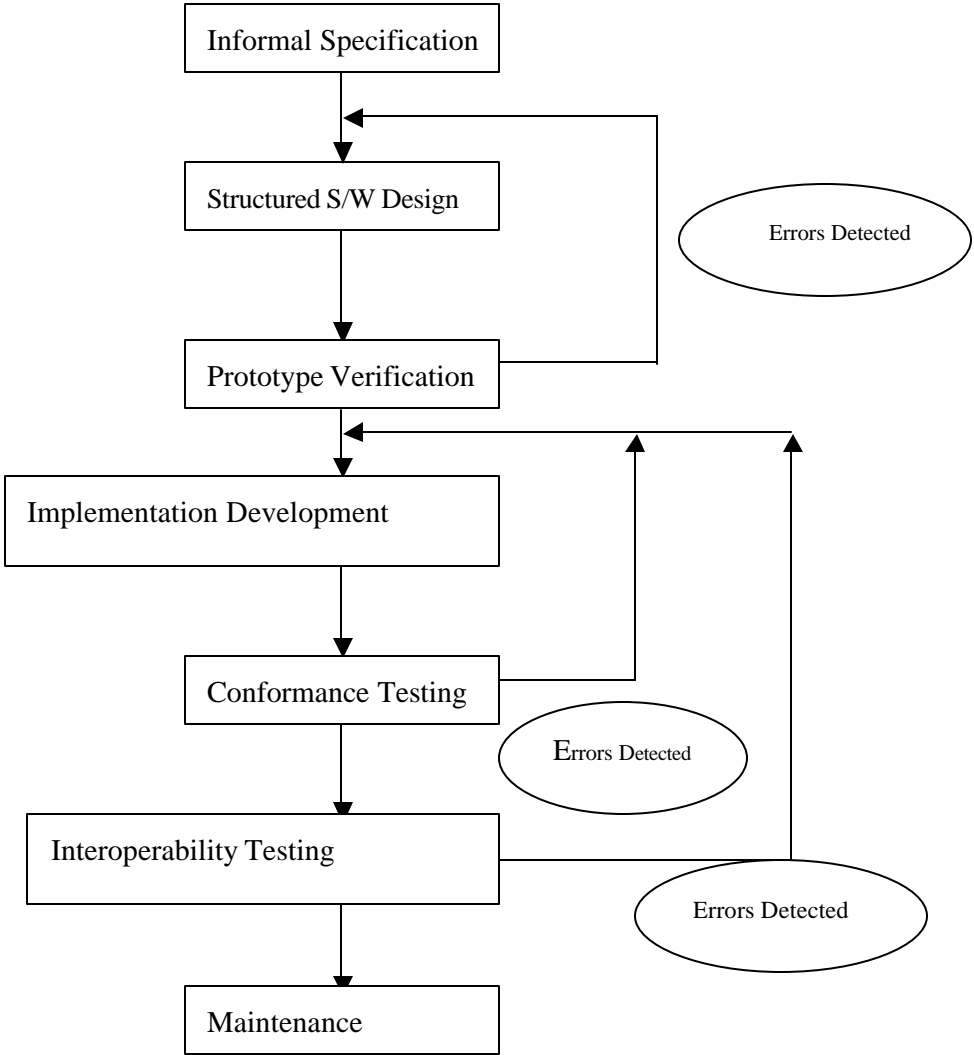 Informal Specification
Structured S/W Design
Errors Detected
Prototype Verification
Implementation Development
Conformance Testing
Errors Detected
Interoperability Testing
Errors Detected
Maintenance